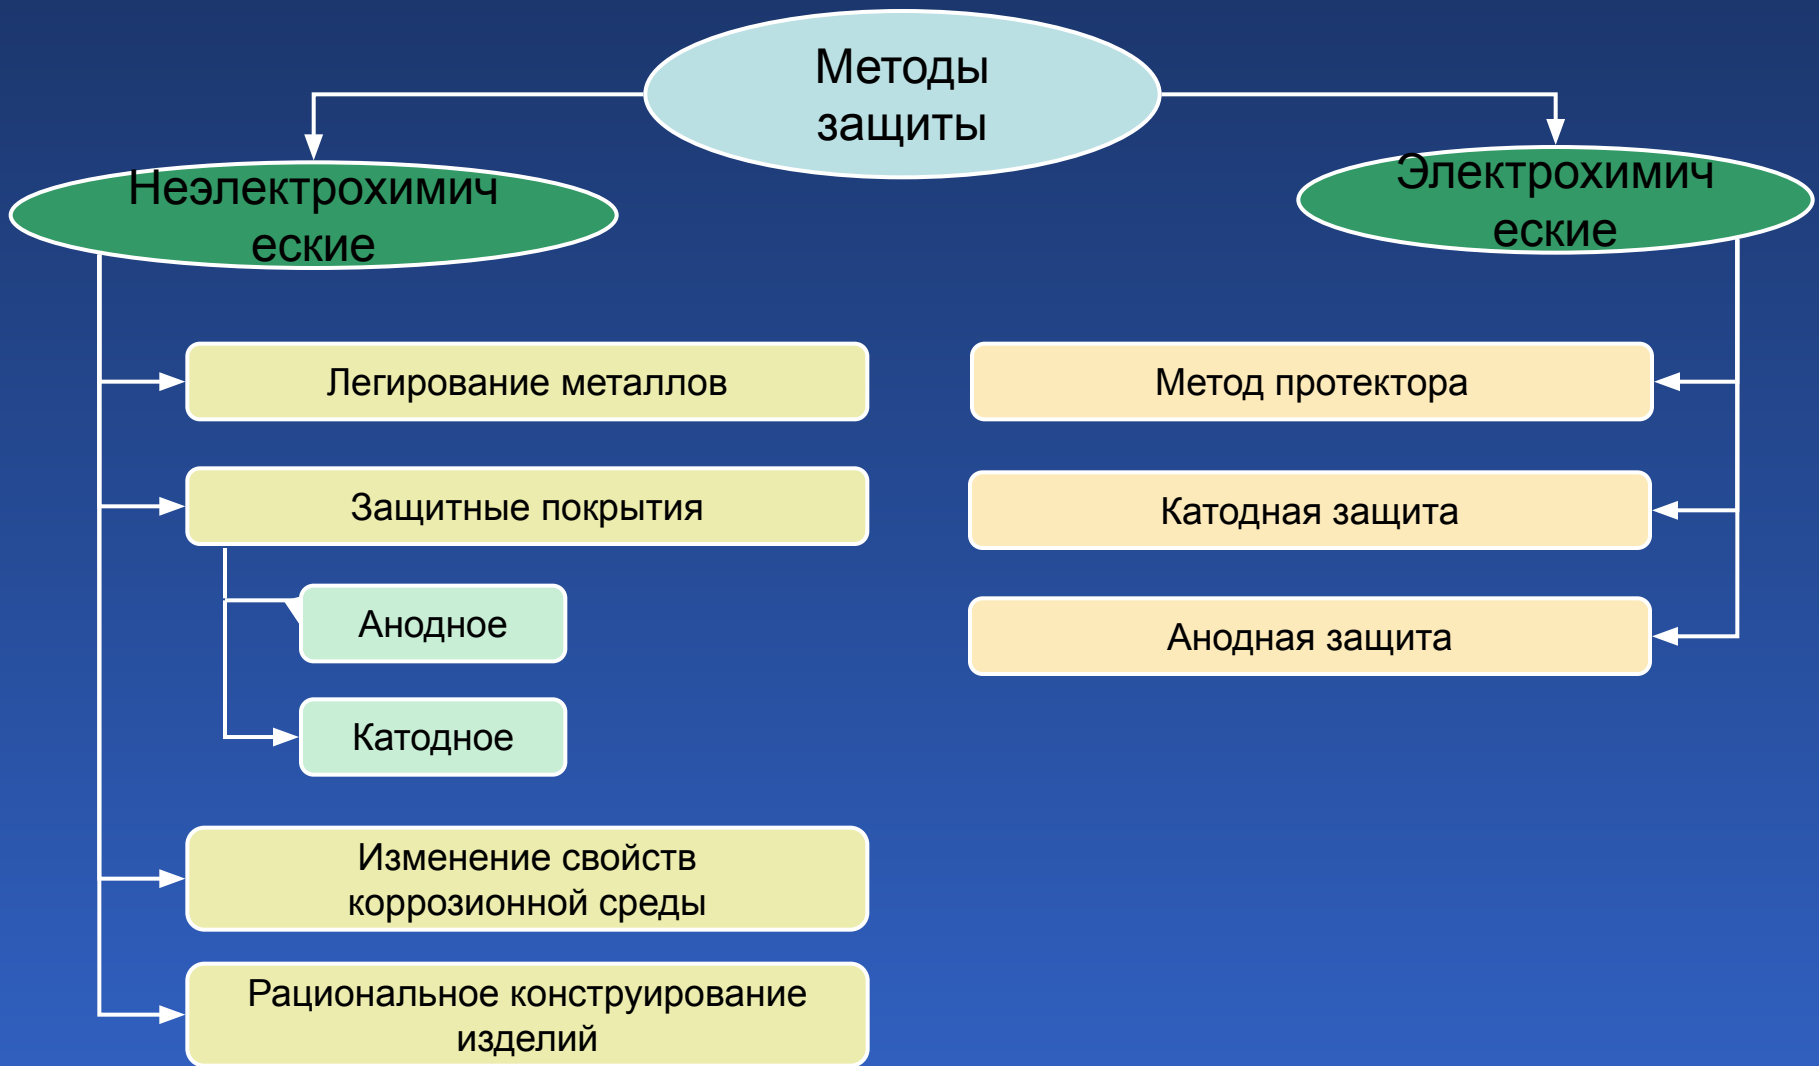 Методы
защиты
Неэлектрохимич
еские
Электрохимич
еские
Легирование металлов
Защитные покрытия
Анодное
Катодное
Изменение свойств
коррозионной среды
Рациональное конструирование
изделий
Метод протектора
Катодная защита
Анодная защита